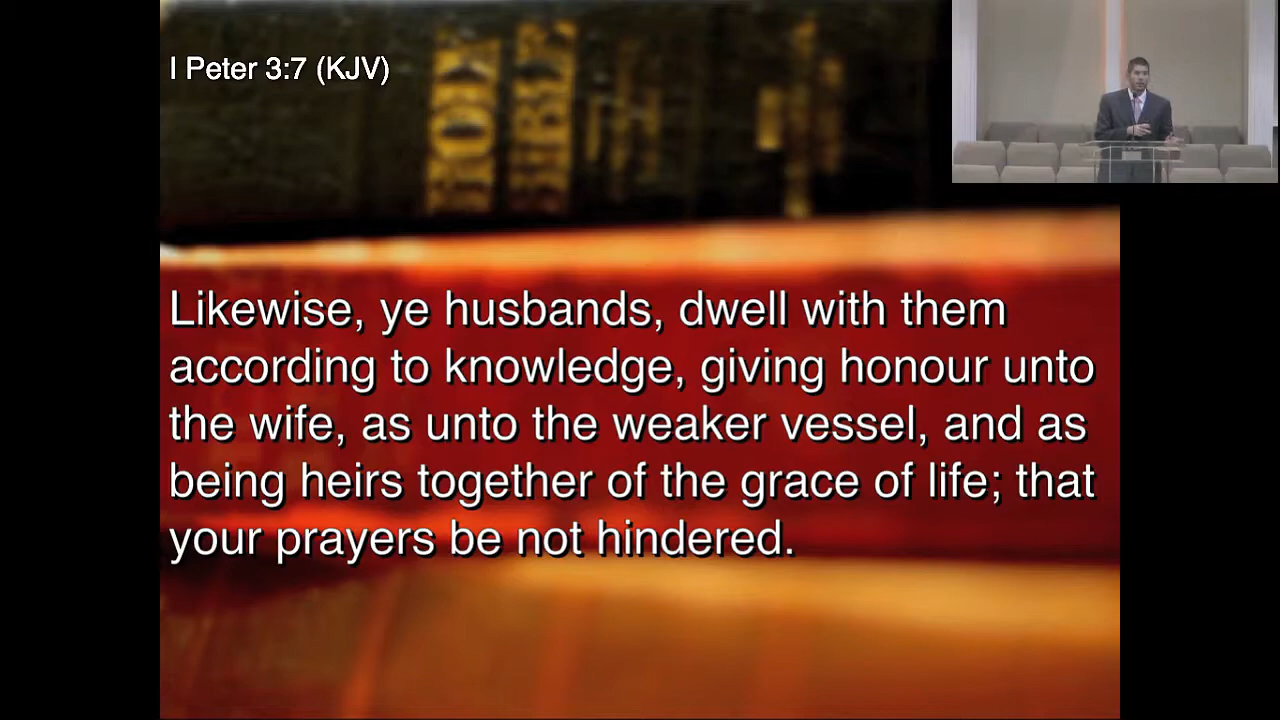 I Peter 3:7 (KJV)
HOLY
BIBLE
Likewise, ye husbands, dwell with them
according to knowledge, giving honour unto
the wife, as unto the weaker vessel, and as
being heirs together of the grace of life; that
your prayers be not hindered.